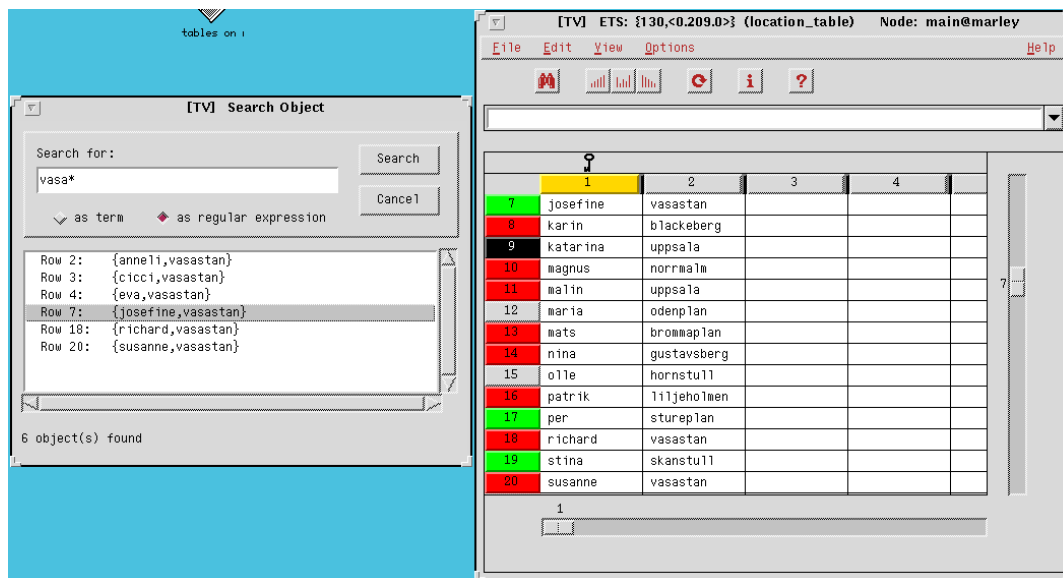 tables on
[TV] Search Object
Search for:
vasa*
Search
Cancel
as term
as regular expression
Row 2: {anneli,vasastan}
Row 3: {cicci,vasastan}
Row 4: {eva,vasastan}
Row 7: {josefine,vasastan}
Row 18: {richard,vasastan}
Row 20: {susanne,vasastan}
6 object(s) found
[TV] ETS: {130,<0.209.0>} (location_table) Node: main@marley
File Edit View Options Help
i ?
1 2 3 4
7 josefine vasastan
8 karin blackeberg
9 katarina uppsala
10 magnus norrmalm
11 malin uppsala
12 maria odenplan
13 mats brommaplan
14 nina gustavsberg
15 olle hornstull
16 patrik liljeholmen
17 per stureplan
18 richard vasastan
19 stina skanstull
20 susanne vasastan
7
1